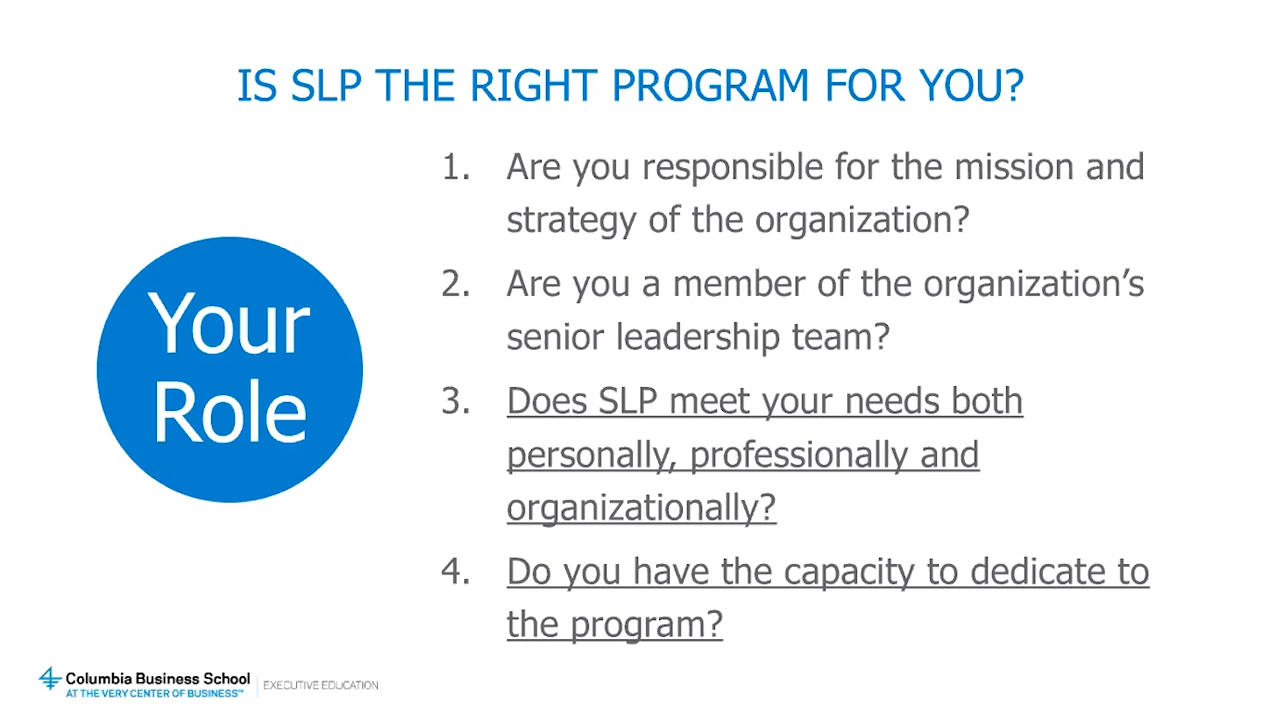 IS SLP THE RIGHT PROGRAM FOR YOU?
Your
Role
1. Are you responsible for the mission and
strategy of the organization?
2. Are you a member of the organization’s
senior leadership team?
3. Does SLP meet your needs both
personally, professionally and
organizationally?
4. Do you have the capacity to dedicate to
the program?
Columbia Business School
AT THE VERY CENTER OF BUSINESS™
EXECUTIVE EDUCATION